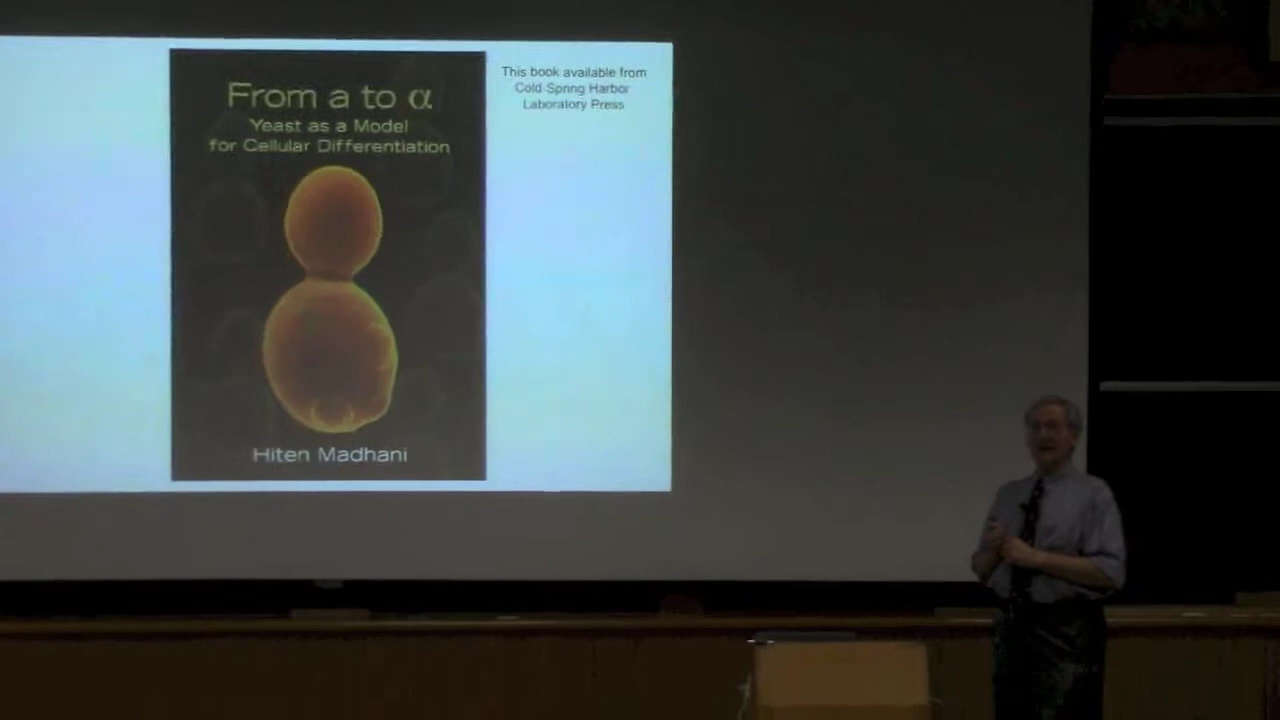 From a to α
Yeast as a Model
for Cellular Differentiation
Hiten Madhani
This book available from
Cold Spring Harbor
Laboratory Press